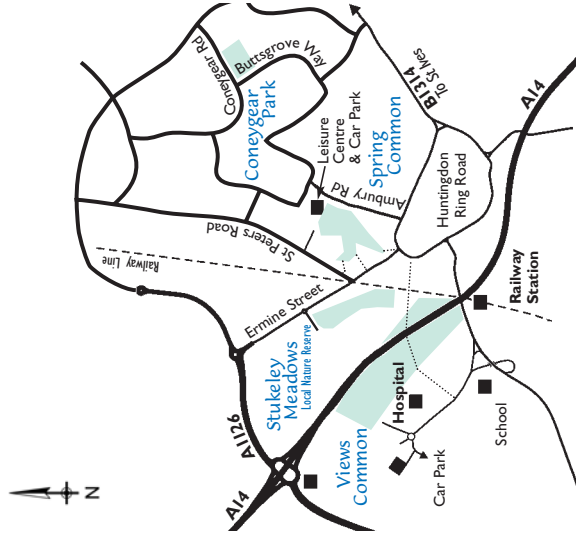 Coneygear Rd
Buttsgrove Way
Coneygear
Park
B1314
To St. Ives
A14
Leisure
Centre
& Car Park
Spring
Common
Ambury Rd
Huntingdon
Ring Road
St Peters Road
Railway Line
Ermine Street
Railway
Station
Stukeley
Meadows
Local Nature Reserve
A1126
Hospital
School
Views
Common
Car Park
A14
N